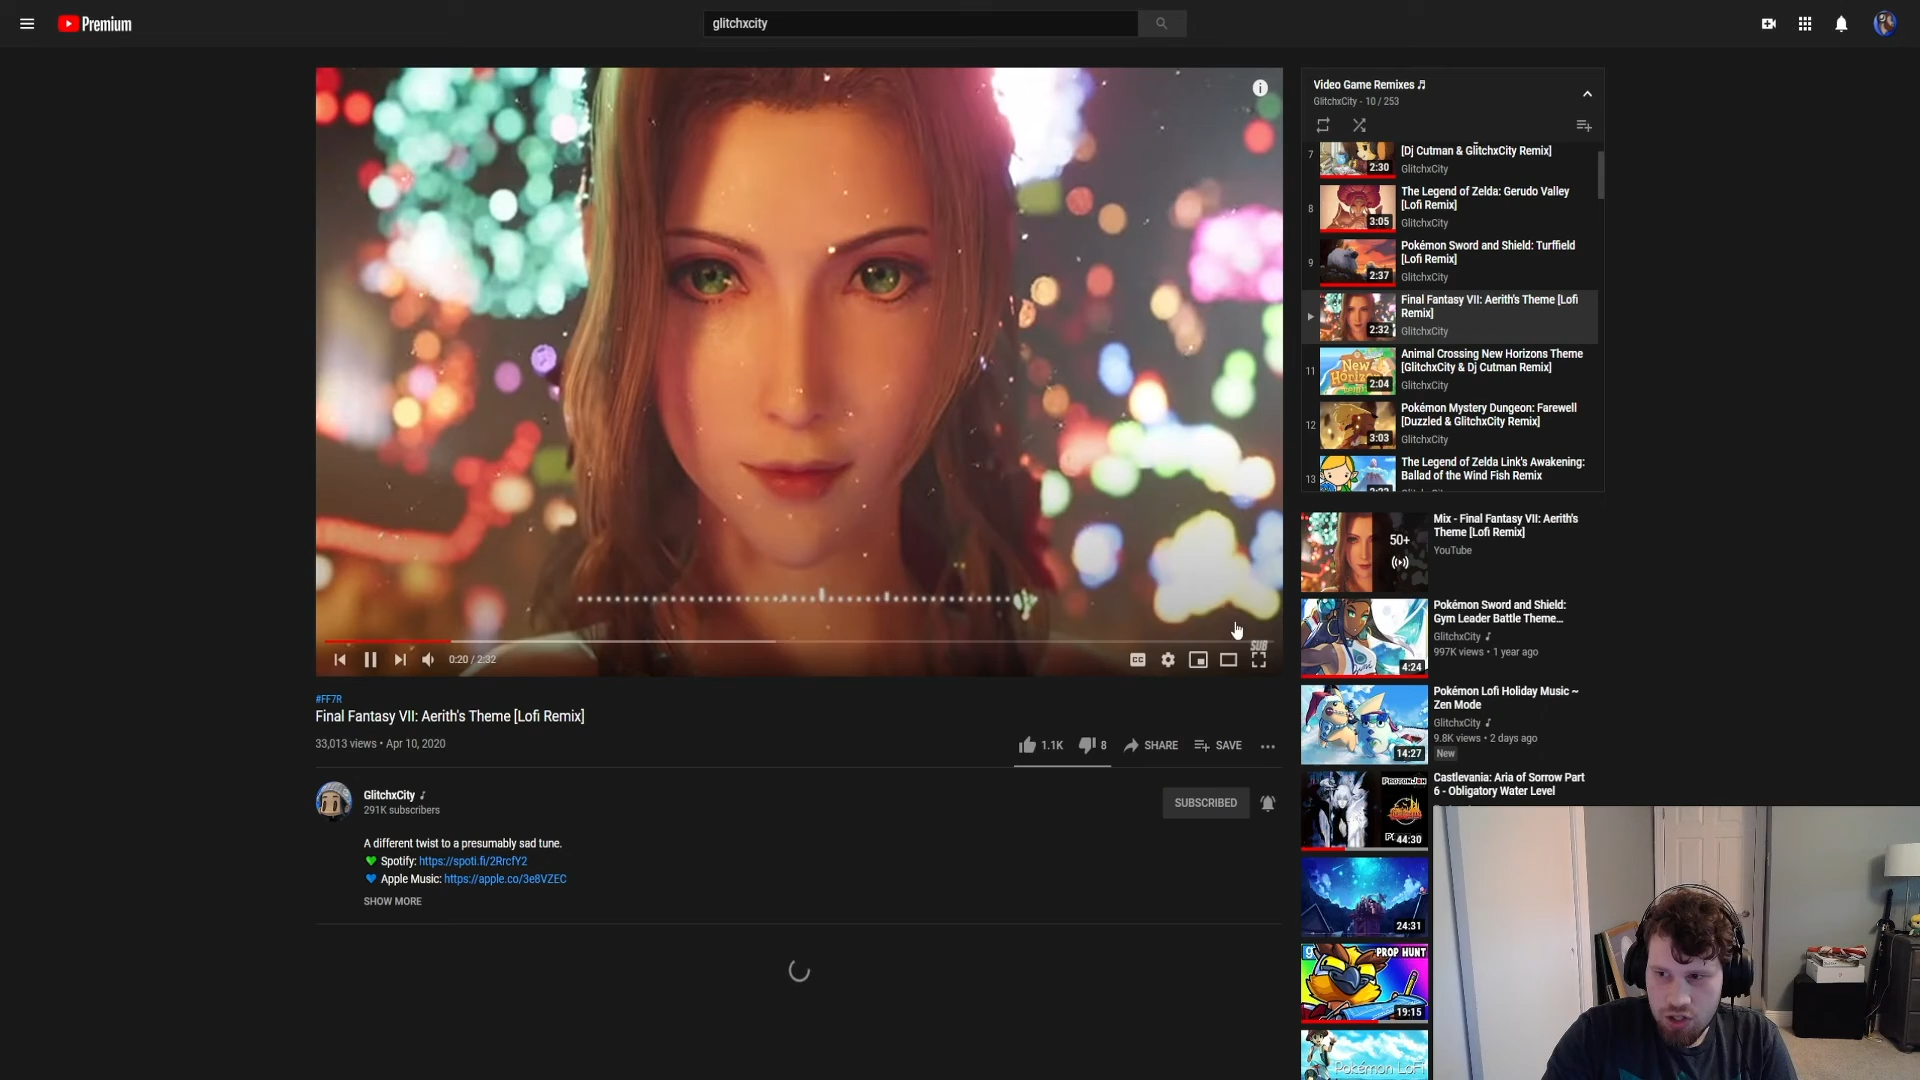 Premium
glitchxcity
SUB
0:20 / 2:32
CC
#FF7R
Final Fantasy VII: Aerith's Theme [Lofi Remix]
33,013 views • Apr 10, 2020
1.1K
8
SHARE
SAVE
GlitchxCity
291K subscribers
SUBSCRIBED
A different twist to a presumably sad tune.
Spotify: https://spoti.fi/2RrcfY2
Apple Music: https://apple.co/3e8VZEC
SHOW MORE
Video Game Remixes
GlitchxCity - 10 / 253
7
2:30
[Dj Cutman & GlitchxCity Remix]
GlitchxCity
8
3:05
The Legend of Zelda: Gerudo Valley
[Lofi Remix]
GlitchxCity
9
2:37
Pokémon Sword and Shield: Turffield
[Lofi Remix]
GlitchxCity
2:32
Final Fantasy VII: Aerith's Theme [Lofi
Remix]
GlitchxCity
11
New
2:04
Animal Crossing New Horizons Theme
[GlitchxCity & Dj Cutman Remix]
GlitchxCity
12
3:03
Pokémon Mystery Dungeon: Farewell
[Duzzled & GlitchxCity Remix]
GlitchxCity
13
The Legend of Zelda Link's Awakening:
Ballad of the Wind Fish Remix
50+
Mix - Final Fantasy VII: Aerith's
Theme [Lofi Remix]
YouTube
4:24
Pokémon Sword and Shield:
Gym Leader Battle Theme...
GlitchxCity
997K views • 1 year ago
14:27
Pokémon Lofi Holiday Music ~
Zen Mode
GlitchxCity
9.8K views • 2 days ago
New
PROTONJON
44:30
Castlevania: Aria of Sorrow Part
6 - Obligatory Water Level
24:31
PROP HUNT
19:15
Pokémon LoFi